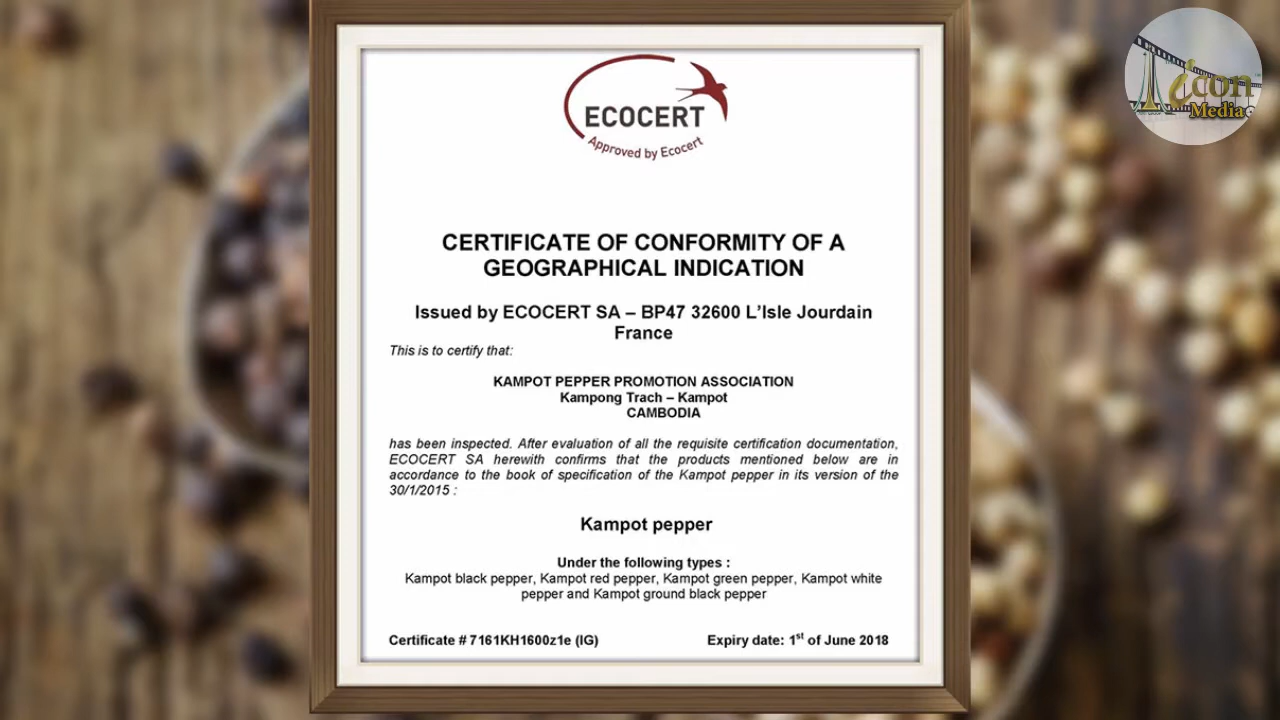 ECOCERT
Approved by Ecocert
icon
Media
CERTIFICATE OF CONFORMITY OF A
GEOGRAPHICAL INDICATION
Issued by ECOCERT SA – BP47 32600 L'Isle Jourdain
France
This is to certify that:
KAMPOT PEPPER PROMOTION ASSOCIATION
Kampong Trach – Kampot
CAMBODIA
has been inspected. After evaluation of all the requisite certification documentation,
ECOCERT SA herewith confirms that the products mentioned below are in
accordance to the book of specification of the Kampot pepper in its version of the
30/1/2015 :
Kampot pepper
Under the following types :
Kampot black pepper, Kampot red pepper, Kampot green pepper, Kampot white
pepper and Kampot ground black pepper
Certificate # 7161KH1600z1e (IG)
Expiry date: 1st of June 2018